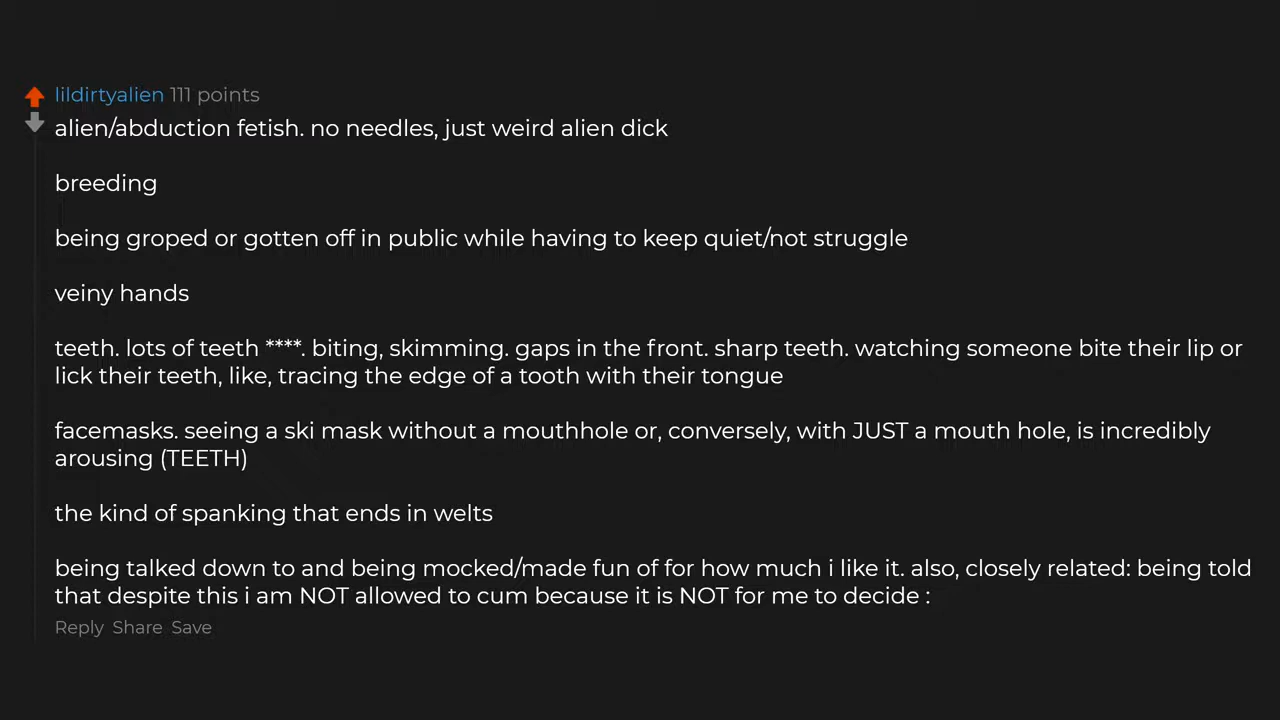 lildirtyalien 111 points
alien/abduction fetish. no needles, just weird alien dick
breeding
being groped or gotten off in public while having to keep quiet/not struggle
veiny hands
teeth. lots of teeth ****. biting, skimming. gaps in the front. sharp teeth. watching someone bite their lip or
lick their teeth, like, tracing the edge of a tooth with their tongue
facemasks. seeing a ski mask without a mouthhole or, conversely, with JUST a mouth hole, is incredibly
arousing (TEETH)
the kind of spanking that ends in welts
being talked down to and being mocked/made fun of for how much i like it. also, closely related: being told
that despite this i am NOT allowed to cum because it is NOT for me to decide :
Reply Share Save